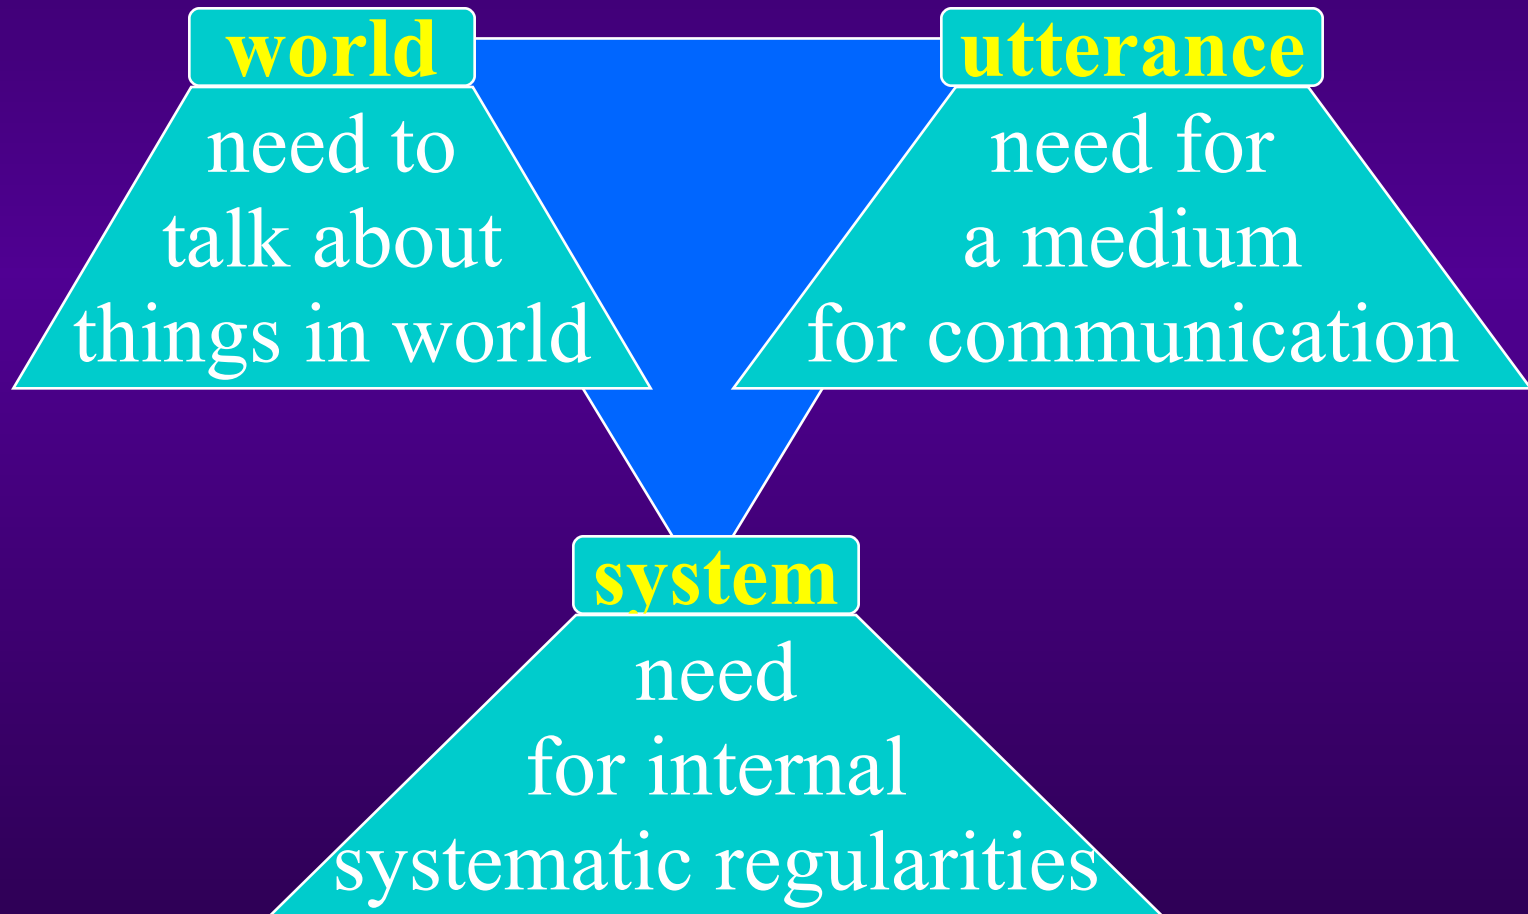 world
need to
talk about
things in world
utterance
need for
a medium
for communication
system
need
for internal
systematic regularities